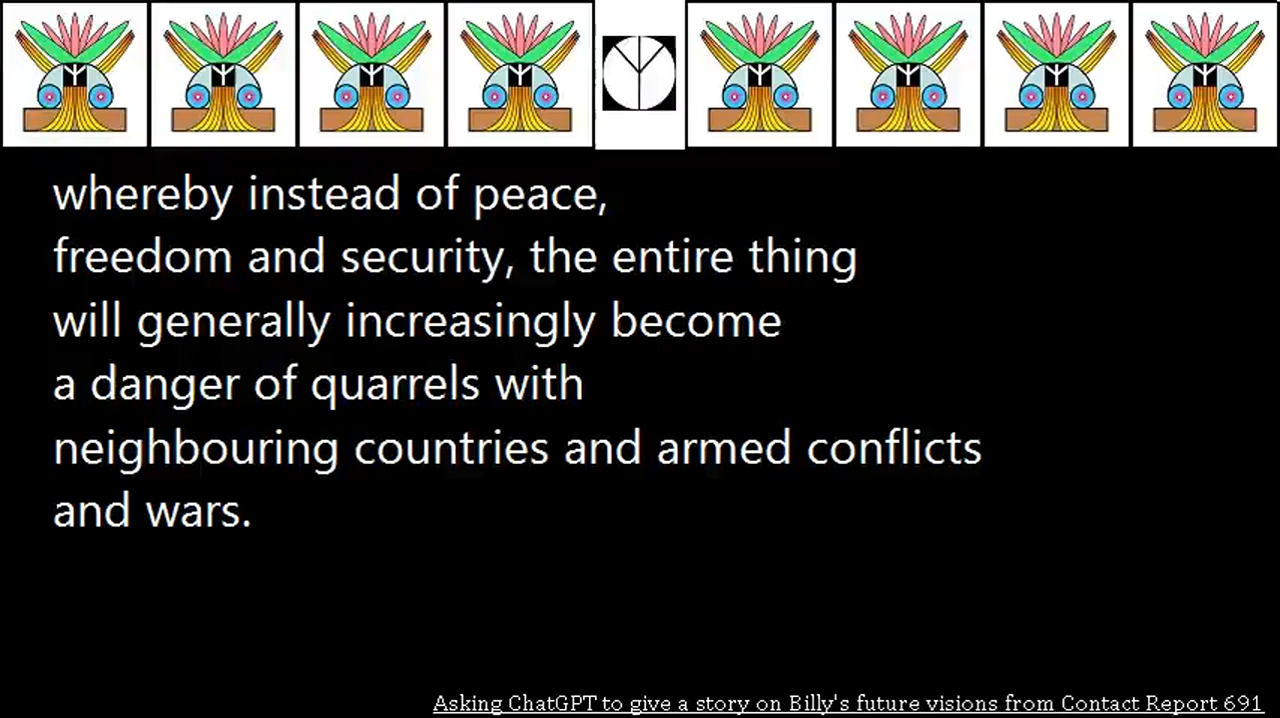 whereby instead of peace,
freedom and security, the entire thing
will generally increasingly become
a danger of quarrels with
neighbouring countries and armed conflicts
and wars.
Asking ChatGPT to give a story on Billy's future visions from Contact Report 691